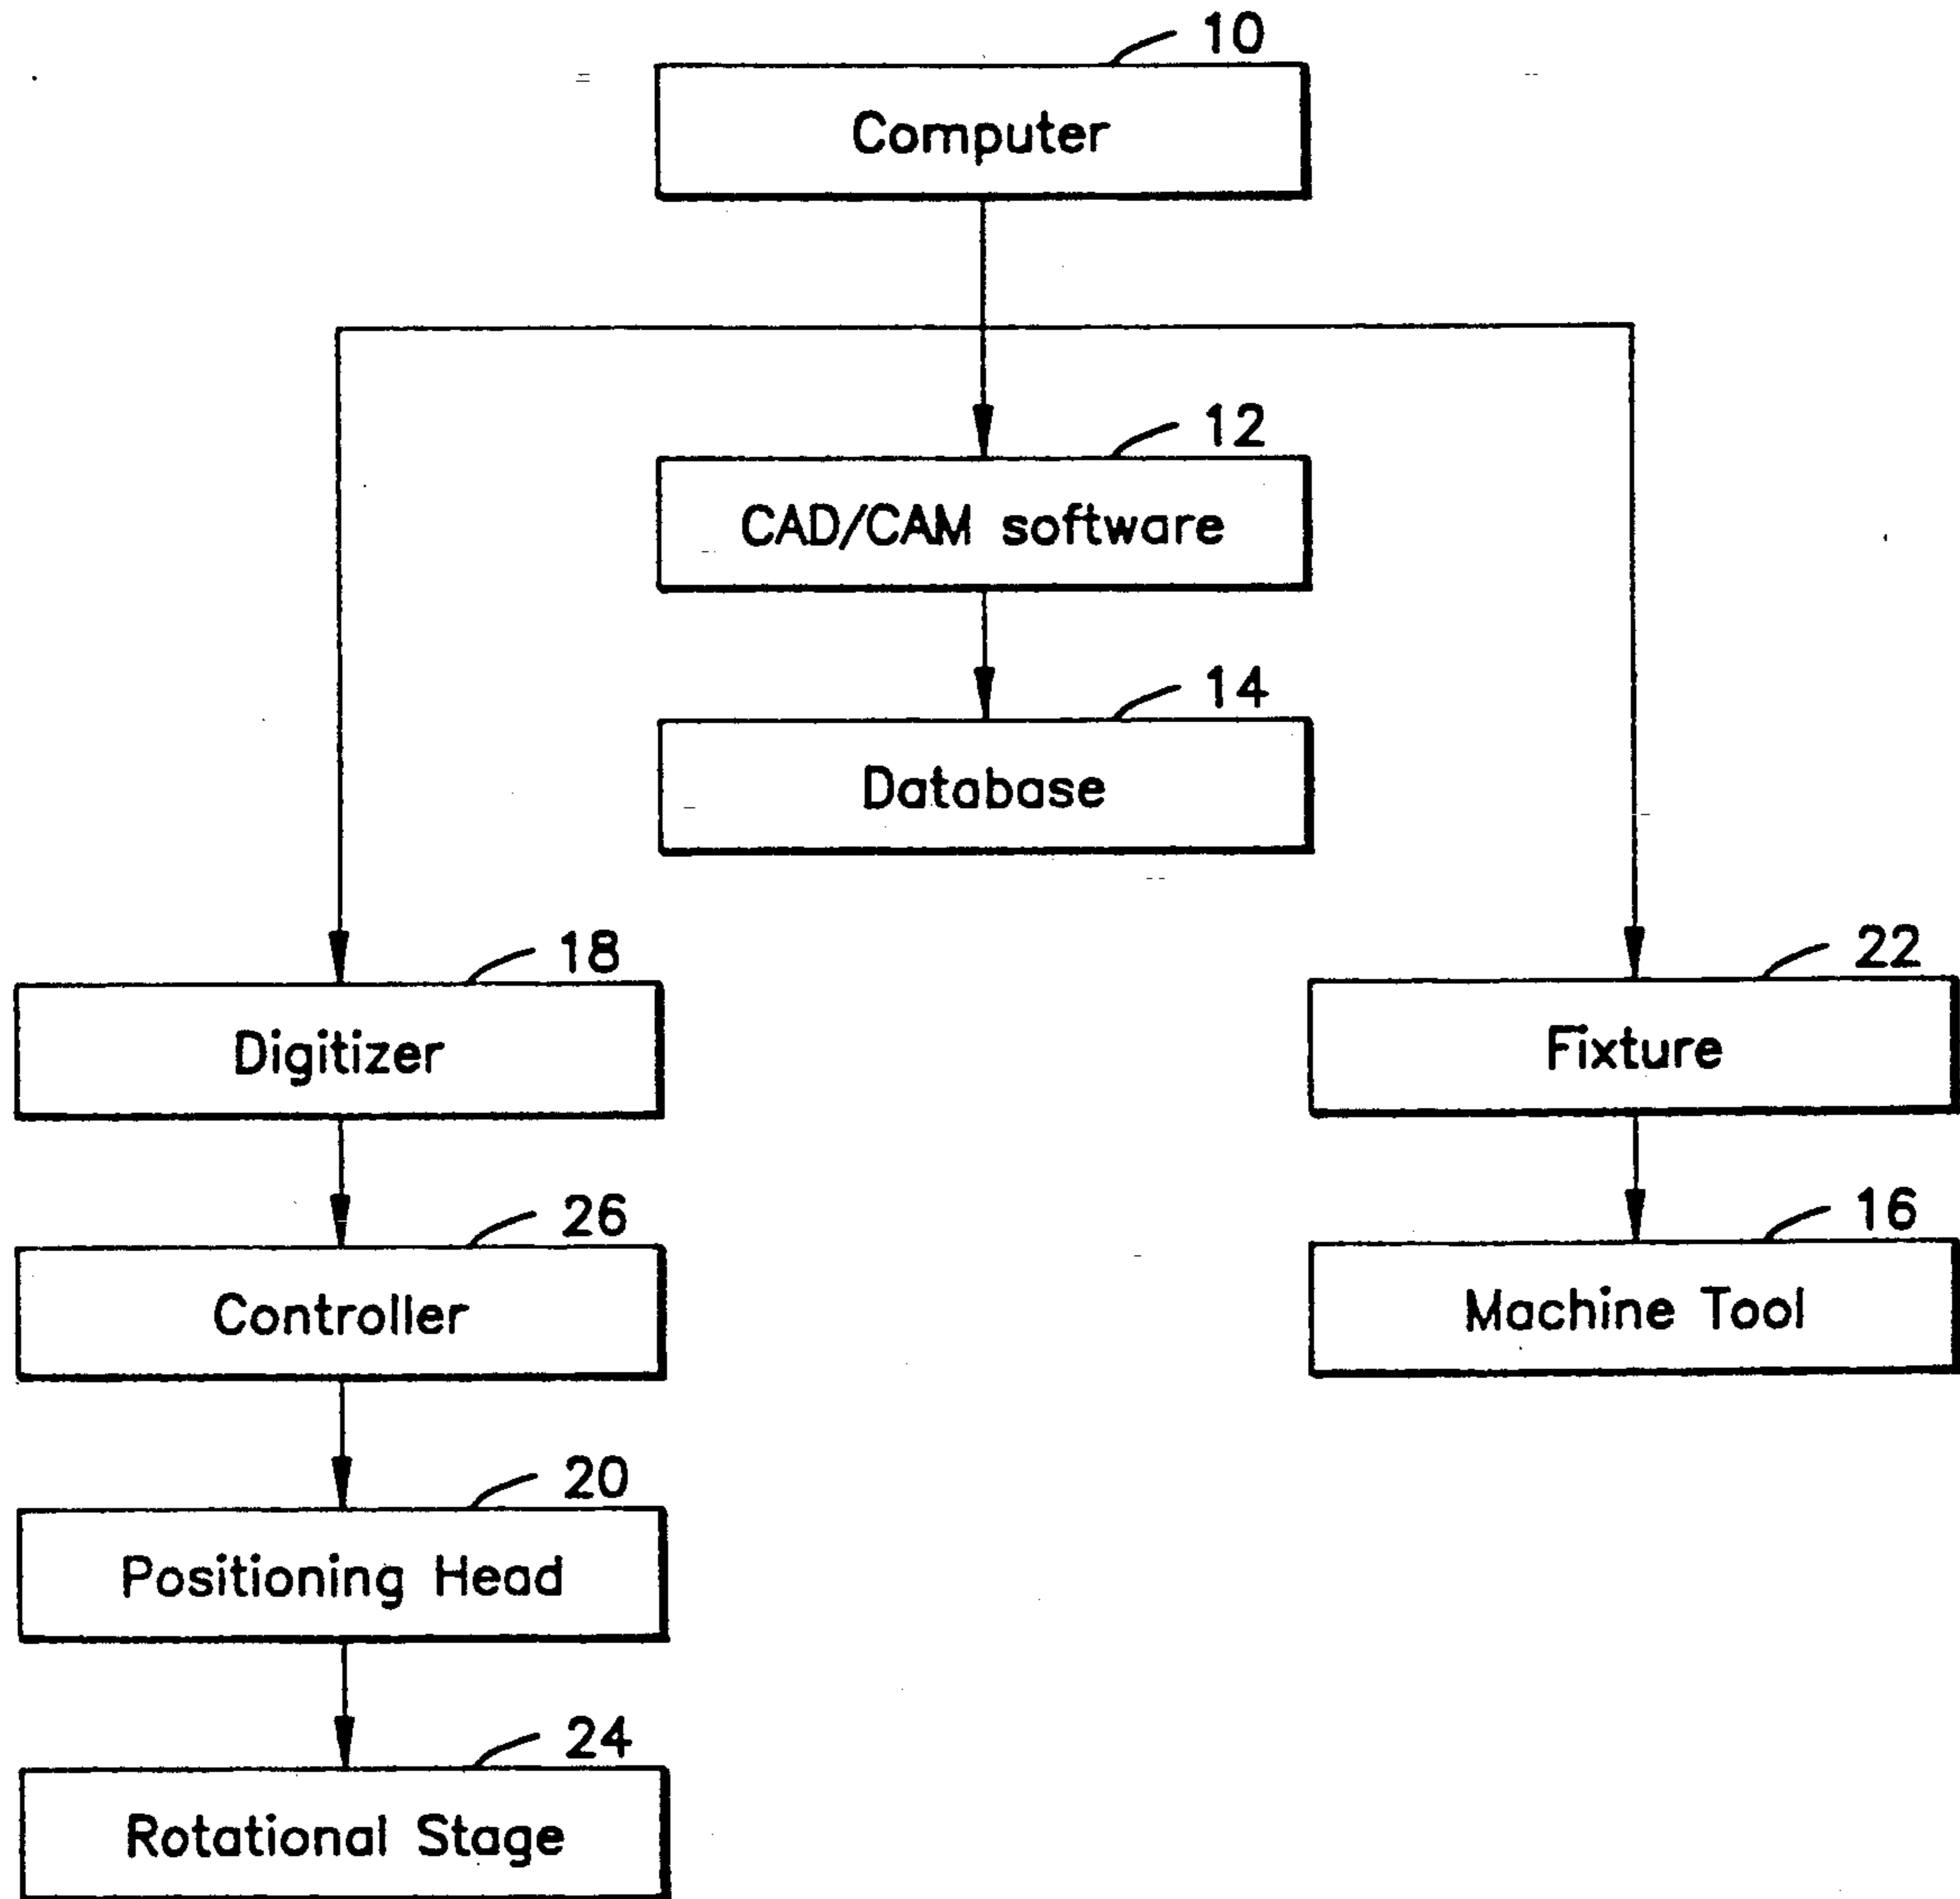 10
Computer
12
CAD/CAM software
14
Database
18
Digitizer
22
Fixture
26
Controller
16
Machine Tool
20
Positioning Head
24
Rotational Stage